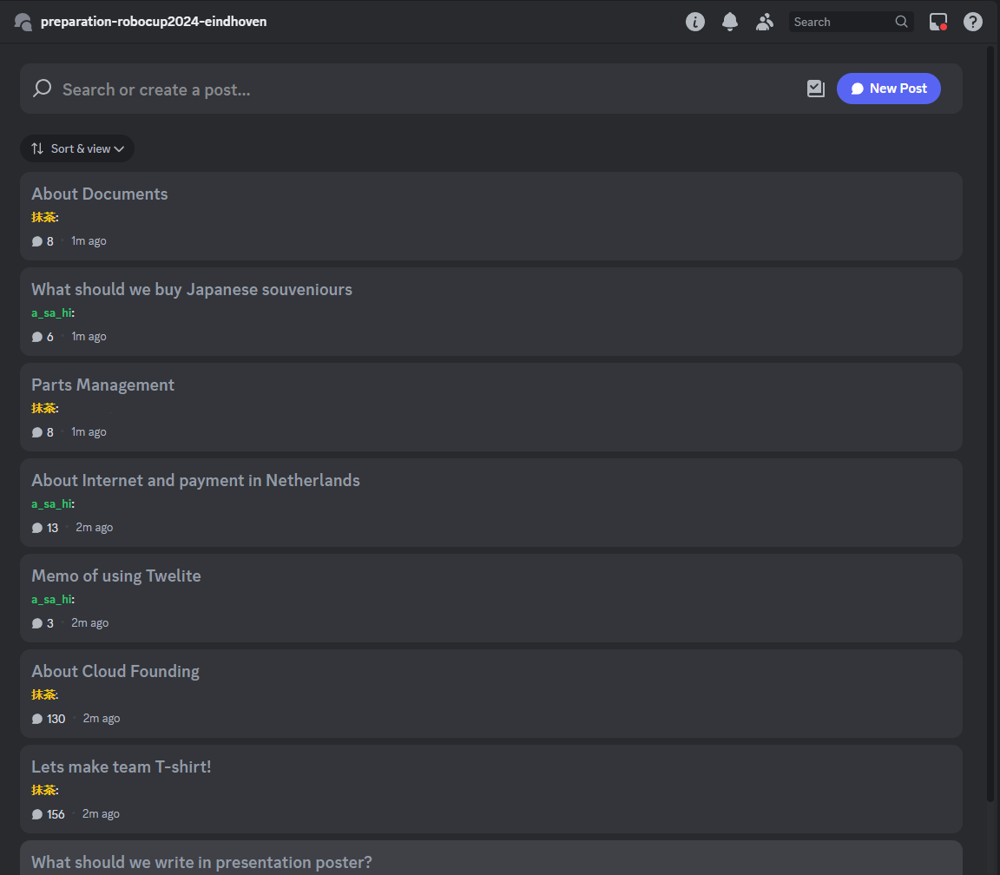 preparation-robocup2024-eindhoven
Search
Search or create a post...
New Post
Sort & view
About Documents
抹茶:
8 · 1m ago
What should we buy Japanese souveniours
a_sa_hi:
6 · 1m ago
Parts Management
抹茶:
8 · 1m ago
About Internet and payment in Netherlands
a_sa_hi:
13 · 2m ago
Memo of using Twelite
a_sa_hi:
3 · 2m ago
About Cloud Founding
抹茶:
130 · 2m ago
Lets make team T-shirt!
抹茶:
156 · 2m ago
What should we write in presentation poster?